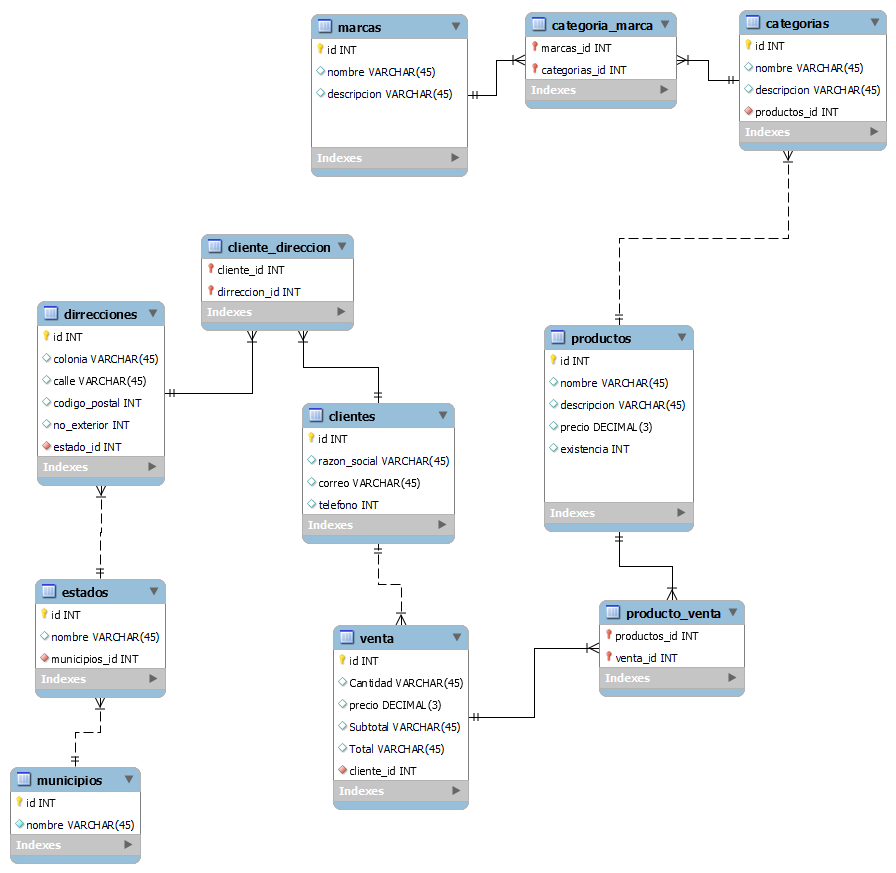 marcas
id INT
nombre VARCHAR(45)
descripcion VARCHAR(45)
Indexes
categoria_marca
marcas_id INT
categorias_id INT
Indexes
categorias
id INT
nombre VARCHAR(45)
descripcion VARCHAR(45)
productos_id INT
Indexes
cliente_direccion
cliente_id INT
dirreccion_id INT
Indexes
dirrecciones
id INT
colonia VARCHAR(45)
calle VARCHAR(45)
codigo_postal INT
no_exterior INT
estado_id INT
Indexes
clientes
id INT
razon_social VARCHAR(45)
correo VARCHAR(45)
telefono INT
Indexes
productos
id INT
nombre VARCHAR(45)
descripcion VARCHAR(45)
precio DECIMAL(3)
existencia INT
Indexes
estados
id INT
nombre VARCHAR(45)
municipios_id INT
Indexes
venta
id INT
Cantidad VARCHAR(45)
precio DECIMAL(3)
Subtotal VARCHAR(45)
Total VARCHAR(45)
cliente_id INT
Indexes
producto_venta
productos_id INT
venta_id INT
Indexes
municipios
id INT
nombre VARCHAR(45)
Indexes